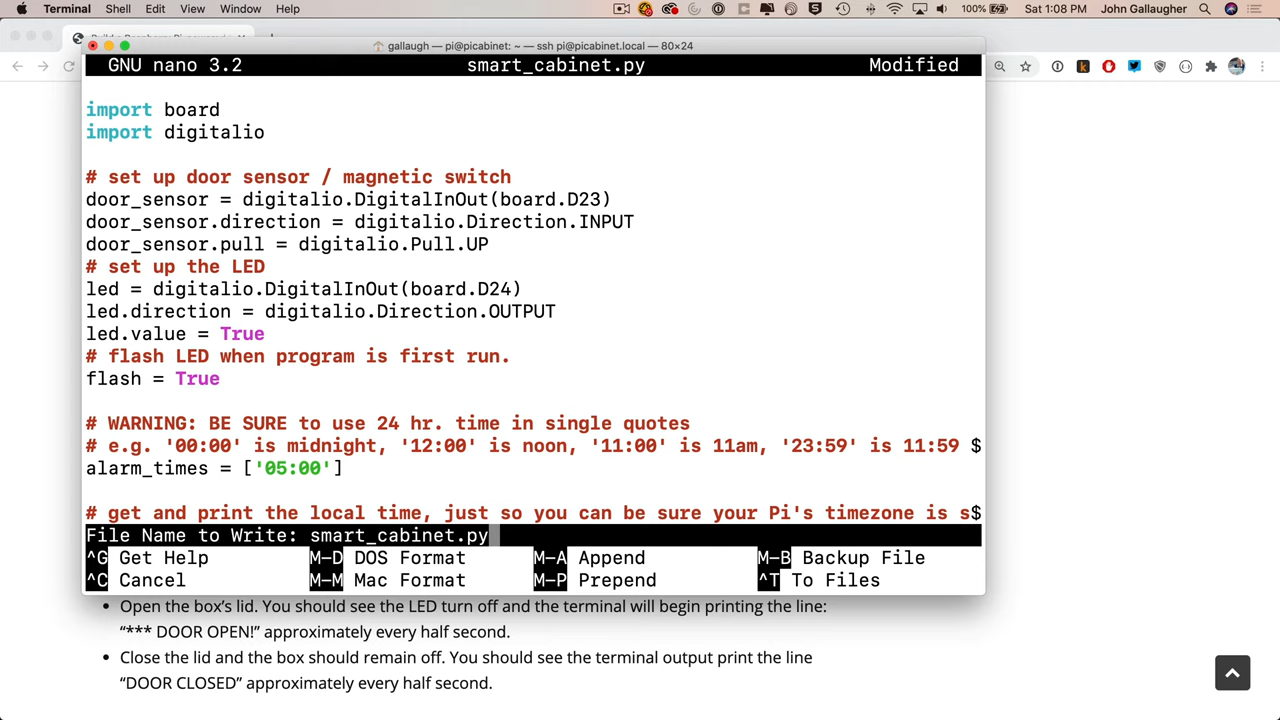 Terminal Shell Edit View Window Help 100% Sat 1:08 PM John Gallaugher
gallaugh — pi@picabinet: ~ — ssh pi@picabinet.local — 80×24
GNU nano 3.2 smart_cabinet.py Modified
import board
import digitalio
# set up door sensor / magnetic switch
door_sensor = digitalio.DigitalInOut(board.D23)
door_sensor.direction = digitalio.Direction.INPUT
door_sensor.pull = digitalio.Pull.UP
# set up the LED
led = digitalio.DigitalInOut(board.D24)
led.direction = digitalio.Direction.OUTPUT
led.value = True
# flash LED when program is first run.
flash = True
# WARNING: BE SURE to use 24 hr. time in single quotes
# e.g. '00:00' is midnight, '12:00' is noon, '11:00' is 11am, '23:59' is 11:59 $
alarm_times = ['05:00']
# get and print the local time, just so you can be sure your Pi's timezone is s$
File Name to Write: smart_cabinet.py
^G Get Help M-D DOS Format M-A Append M-B Backup File
^C Cancel M-M Mac Format M-P Prepend ^T To Files
• Open the box’s lid. You should see the LED turn off and the terminal will begin printing the line:
“*** DOOR OPEN!” approximately every half second.
• Close the lid and the box should remain off. You should see the terminal output print the line
“DOOR CLOSED” approximately every half second.